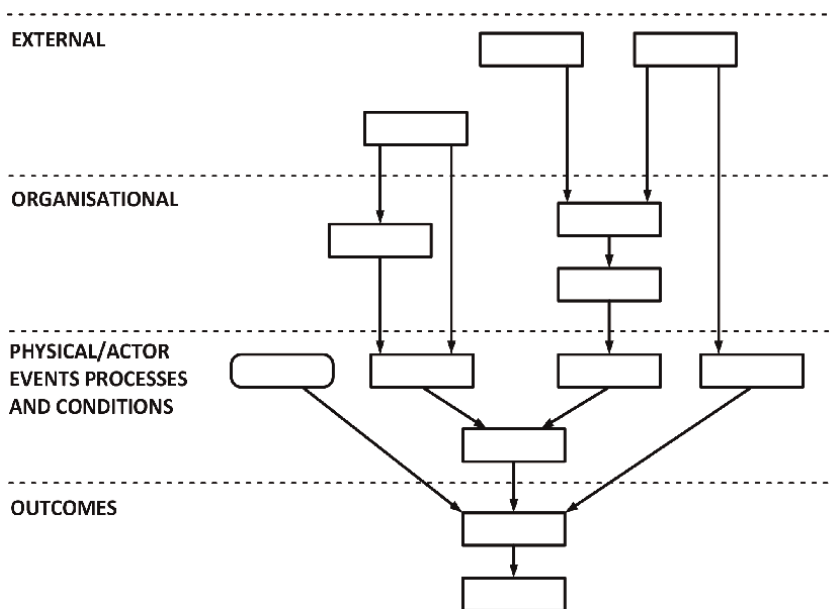 EXTERNAL
ORGANISATIONAL
PHYSICAL/ACTOR
EVENTS PROCESSES
AND CONDITIONS
OUTCOMES